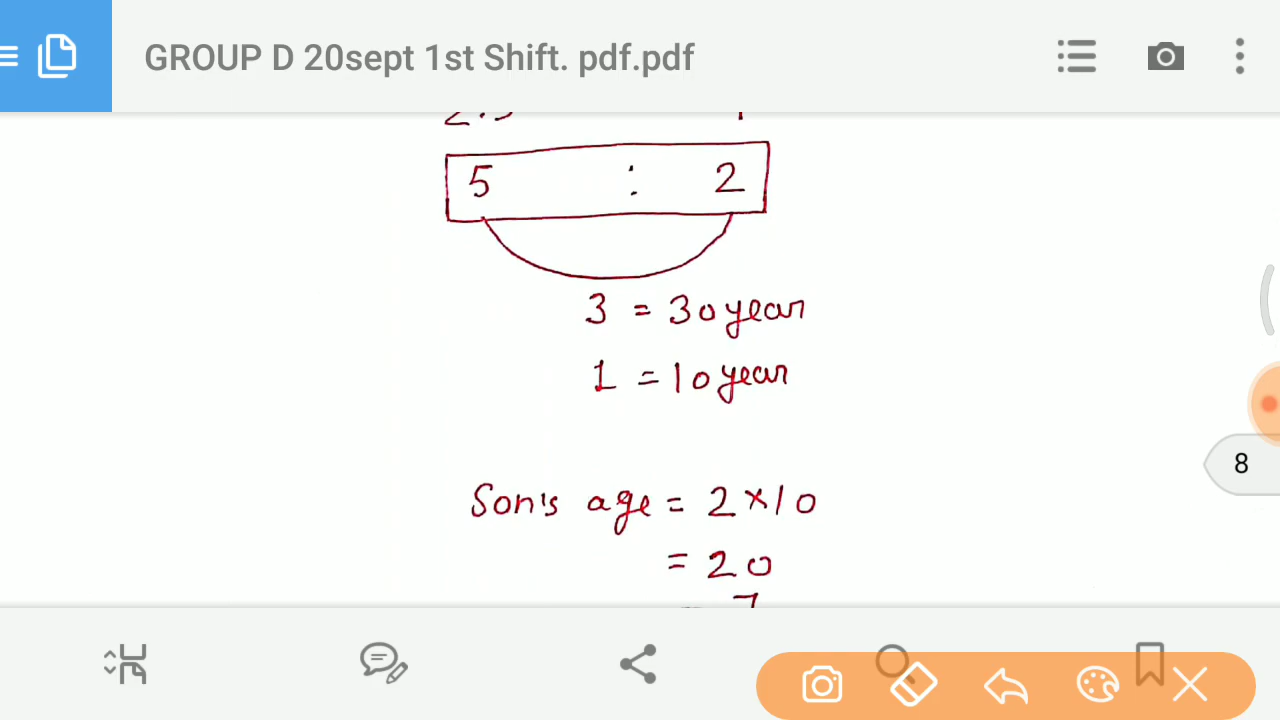 GROUP D 20sept 1st Shift. pdf.pdf
5 : 2
3 = 30 year
1 = 10 year
8
Son's age = 2 × 10
= 20